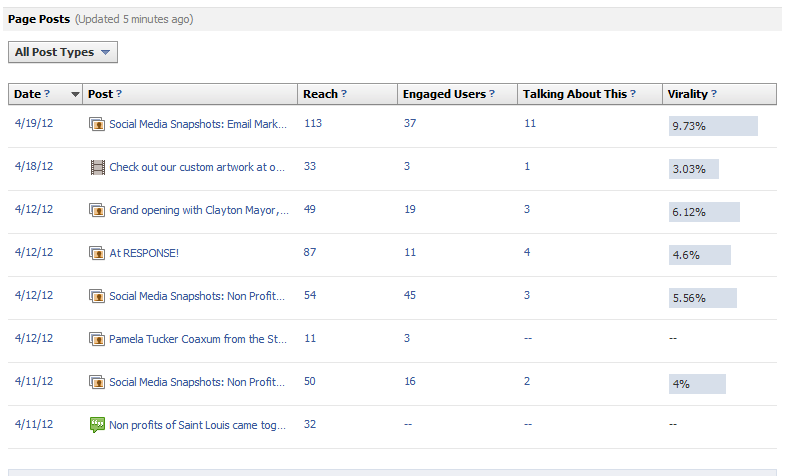 Page Posts (Updated 5 minutes ago)
All Post Types
Date ? Post ? Reach ? Engaged Users ? Talking About This ? Virality ?
4/19/12 Social Media Snapshots: Email Mark... 113 37 11 9.73%
4/18/12 Check out our custom artwork at o... 33 3 1 3.03%
4/12/12 Grand opening with Clayton Mayor,... 49 19 3 6.12%
4/12/12 At RESPONSE! 87 11 4 4.6%
4/12/12 Social Media Snapshots: Non Profit... 54 45 3 5.56%
4/12/12 Pamela Tucker Coaxum from the St... 11 3 -- --
4/11/12 Social Media Snapshots: Non Profit... 50 16 2 4%
4/11/12 Non profits of Saint Louis came tog... 32 -- -- --